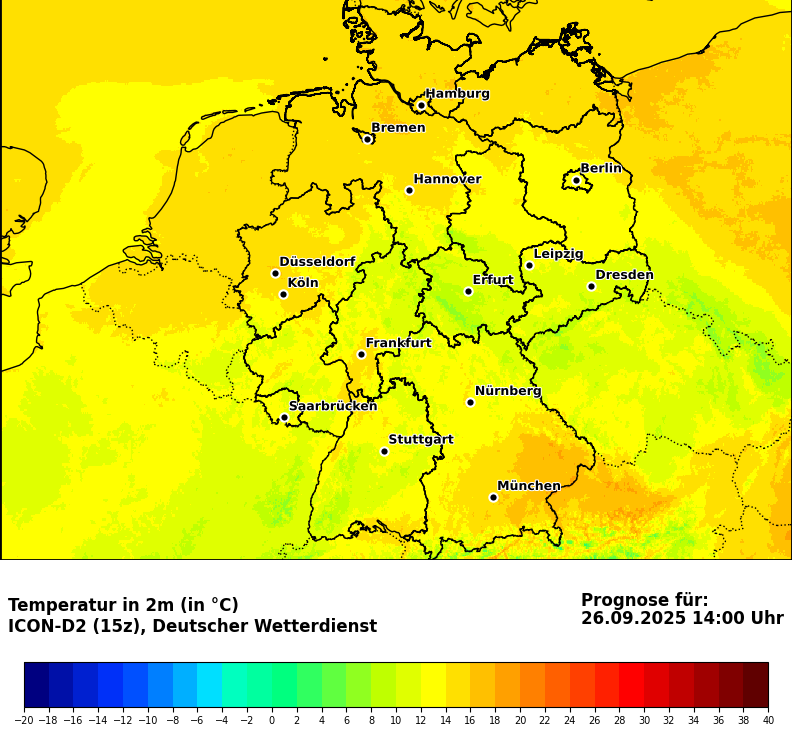 Hamburg
Bremen
Berlin
Hannover
Düsseldorf
Leipzig
Köln
Erfurt
Dresden
Frankfurt
Nürnberg
Saarbrücken
Stuttgart
München
Temperatur in 2m (in °C)
ICON-D2 (15z), Deutscher Wetterdienst
Prognose für:
26.09.2025 14:00 Uhr
−20 −18 −16 −14 −12 −10 −8 −6 −4 −2 0 2 4 6 8 10 12 14 16 18 20 22 24 26 28 30 32 34 36 38 40